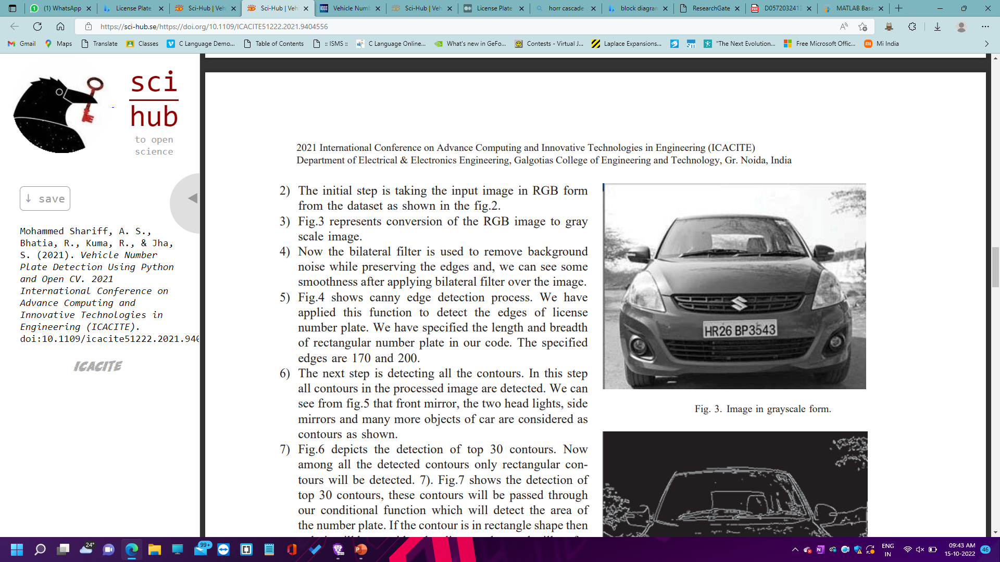 (1) WhatsApp
License Plate
Sci-Hub | Veh
Sci-Hub | Veh
IEEE
Vehicle Numb
Sci-Hub | Veh
License Plate
horr cascade
block diagram
ResearchGate
D0572032413
MATLAB Base
https://sci-hub.se/https://doi.org/10.1109/ICACITE51222.2021.9404556
Gmail
Maps
Translate
Classes
C Language Demo...
Table of Contents
:: ISMS ::
C Language Online...
What's new in GeFo...
Contests - Virtual J...
Laplace Expansions...
"The Next Evolution...
Free Microsoft Offic...
Mi India
sci
hub
to open
science
↓ save
Mohammed Shariff, A. S.,
Bhatia, R., Kuma, R., & Jha,
S. (2021). Vehicle Number
Plate Detection Using Python
and Open CV. 2021
International Conference on
Advance Computing and
Innovative Technologies in
Engineering (ICACITE).
doi:10.1109/icacite51222.2021.940
ICACITE
2021 International Conference on Advance Computing and Innovative Technologies in Engineering (ICACITE)
Department of Electrical & Electronics Engineering, Galgotias College of Engineering and Technology, Gr. Noida, India
2) The initial step is taking the input image in RGB form
from the dataset as shown in the fig.2.
3) Fig.3 represents conversion of the RGB image to gray
scale image.
4) Now the bilateral filter is used to remove background
noise while preserving the edges and, we can see some
smoothness after applying bilateral filter over the image.
5) Fig.4 shows canny edge detection process. We have
applied this function to detect the edges of license
number plate. We have specified the length and breadth
of rectangular number plate in our code. The specified
edges are 170 and 200.
6) The next step is detecting all the contours. In this step
all contours in the processed image are detected. We can
see from fig.5 that front mirror, the two head lights, side
mirrors and many more objects of car are considered as
contours as shown.
7) Fig.6 depicts the detection of top 30 contours. Now
among all the detected contours only rectangular con-
tours will be detected. 7). Fig.7 shows the detection of
top 30 contours, these contours will be passed through
our conditional function which will detect the area of
the number plate. If the contour is in rectangle shape then
HR26 BP3543
Fig. 3. Image in grayscale form.
24°
99+
ENG
IN
09:43 AM
15-10-2022
46